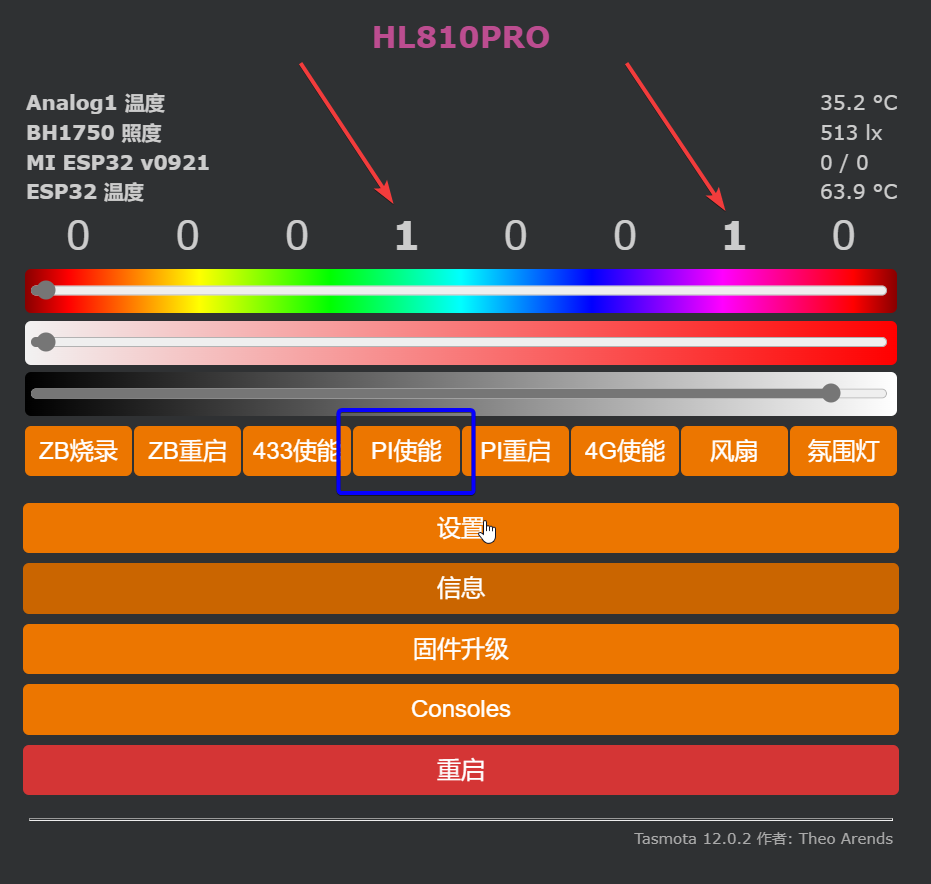 HL810PRO
Analog1 温度 35.2 °C
BH1750 照度 513 lx
MI ESP32 v0921 0 / 0
ESP32 温度 63.9 °C
0 0 0 1 0 0 1 0
ZB烧录 ZB重启 433使能 PI使能 PI重启 4G使能 风扇 氛围灯
设置
信息
固件升级
Consoles
重启
Tasmota 12.0.2 作者: Theo Arends